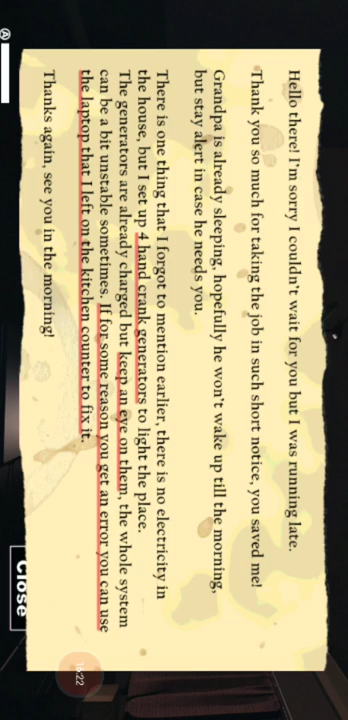 Hello there! I'm sorry I couldn't wait for you but I was running late.
Thank you so much for taking the job in such short notice, you saved me!
Grandpa is already sleeping, hopefully he won't wake up till the morning,
but stay alert in case he needs you.
There is one thing that I forgot to mention earlier, there is no electricity in
the house, but I set up 4 hand crank generators to light the place.
The generators are already charged but keep an eye on them, the whole system
can be a bit unstable sometimes. If for some reason you get an error you can use
the laptop that I left on the kitchen counter to fix it.
Thanks again, see you in the morning!
Close
16:22
A